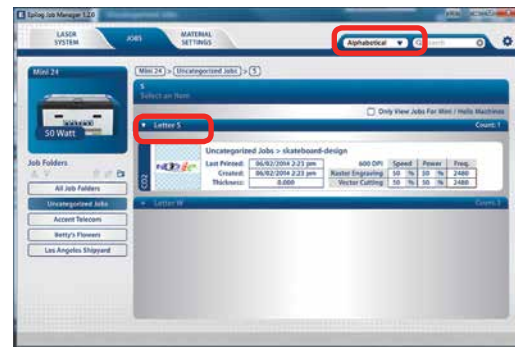 Epilog Job Manager 1.2.0
LASER SYSTEM
JOBS
MATERIAL SETTINGS
Alphabetical
Search
Mini 24
50 Watt
Job Folders
All Job Folders
Uncategorized Jobs
Accent Telecom
Betty's Flowers
Los Angeles Shipyard
Mini 24 > Uncategorized Jobs > S
S
Select an Item
Only View Jobs For Mini / Helix Machines
Letter S
Count: 1
CO2
Uncategorized Jobs > skateboard-design
Last Printed: 06/02/2014 2:23 pm
Created: 06/02/2014 2:23 pm
Thickness: 0.000
600 DPI Speed Power Freq.
Raster Engraving 50 % 50 % 2480
Vector Cutting 50 % 50 % 2480
Letter W